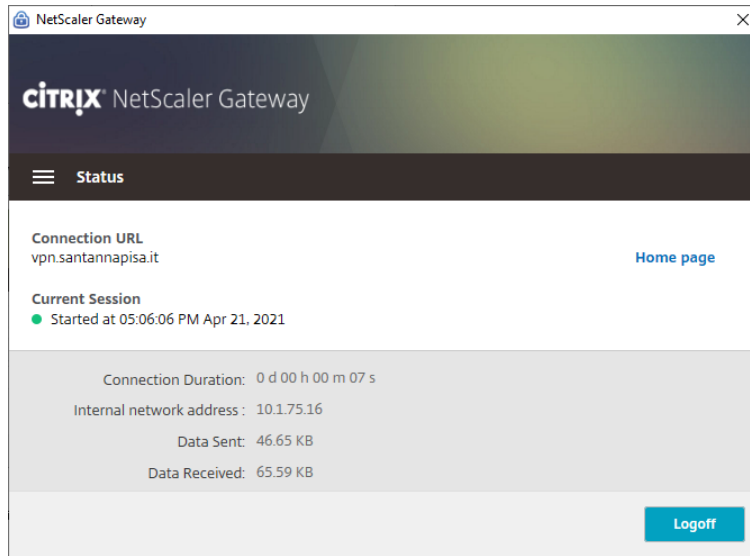 NetScaler Gateway
CİTRIX® NetScaler Gateway
Status
Connection URL
vpn.santannapisa.it
Home page
Current Session
Started at 05:06:06 PM Apr 21, 2021
Connection Duration: 0 d 00 h 00 m 07 s
Internal network address : 10.1.75.16
Data Sent: 46.65 KB
Data Received: 65.59 KB
Logoff